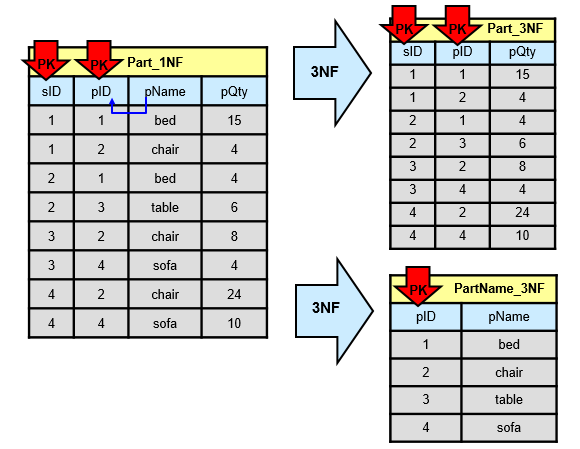 PK PK Part_1NF
sID pID pName pQty
1 1 bed 15
1 2 chair 4
2 1 bed 4
2 3 table 6
3 2 chair 8
3 4 sofa 4
4 2 chair 24
4 4 sofa 10
3NF
PK PK Part_3NF
sID pID pQty
1 1 15
1 2 4
2 1 4
2 3 6
3 2 8
3 4 4
4 2 24
4 4 10
3NF
PK PartName_3NF
pID pName
1 bed
2 chair
3 table
4 sofa